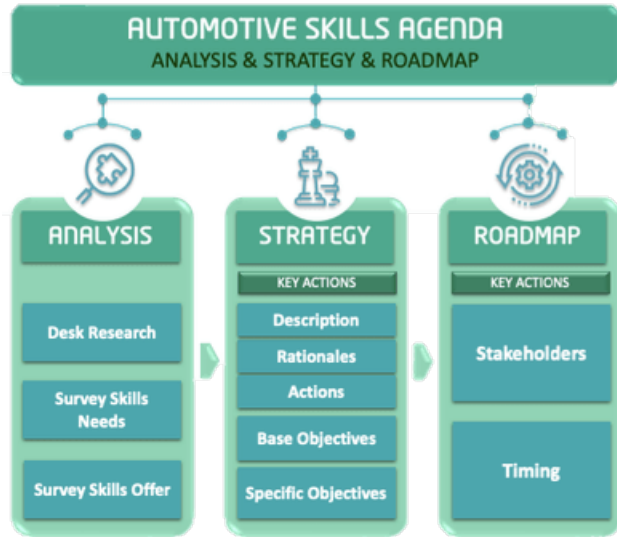 AUTOMOTIVE SKILLS AGENDA
ANALYSIS & STRATEGY & ROADMAP
ANALYSIS
Desk Research
Survey Skills
Needs
Survey Skills Offer
STRATEGY
KEY ACTIONS
Description
Rationales
Actions
Base Objectives
Specific Objectives
ROADMAP
KEY ACTIONS
Stakeholders
Timing